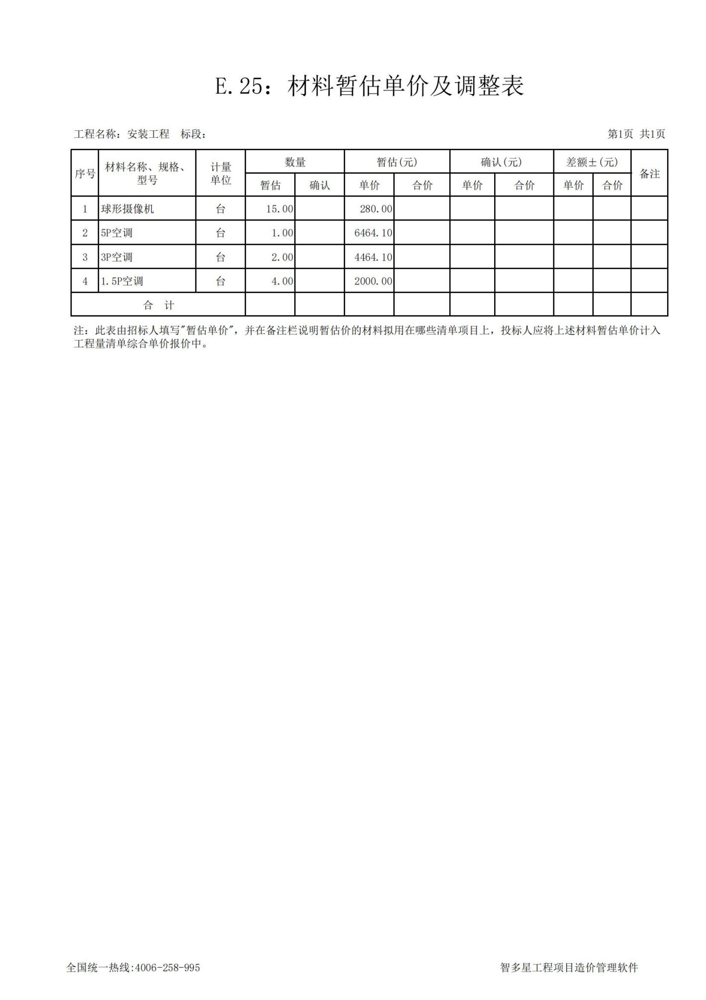 E.25：材料暂估单价及调整表
工程名称：安装工程 标段： 第1页 共1页
序号 材料名称、规格、型号 计量单位 数量 暂估(元) 确认(元) 差额±(元) 备注
暂估 确认 单价 合价 单价 合价 单价 合价
1 球形摄像机 台 15.00 280.00
2 5P空调 台 1.00 6464.10
3 3P空调 台 2.00 4464.10
4 1.5P空调 台 4.00 2000.00
合 计
注：此表由招标人填写"暂估单价"，并在备注栏说明暂估价的材料拟用在哪些清单项目上，投标人应将上述材料暂估单价计入
工程量清单综合单价报价中。
全国统一热线:4006-258-995 智多星工程项目造价管理软件